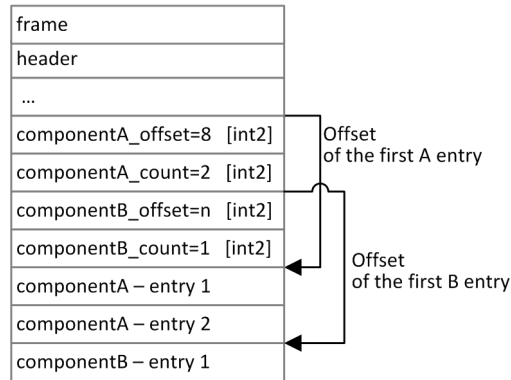 frame
header
...
componentA_offset=8 [int2]
componentA_count=2 [int2]
componentB_offset=n [int2]
componentB_count=1 [int2]
componentA – entry 1
componentA – entry 2
componentB – entry 1
Offset
of the first A entry
Offset
of the first B entry